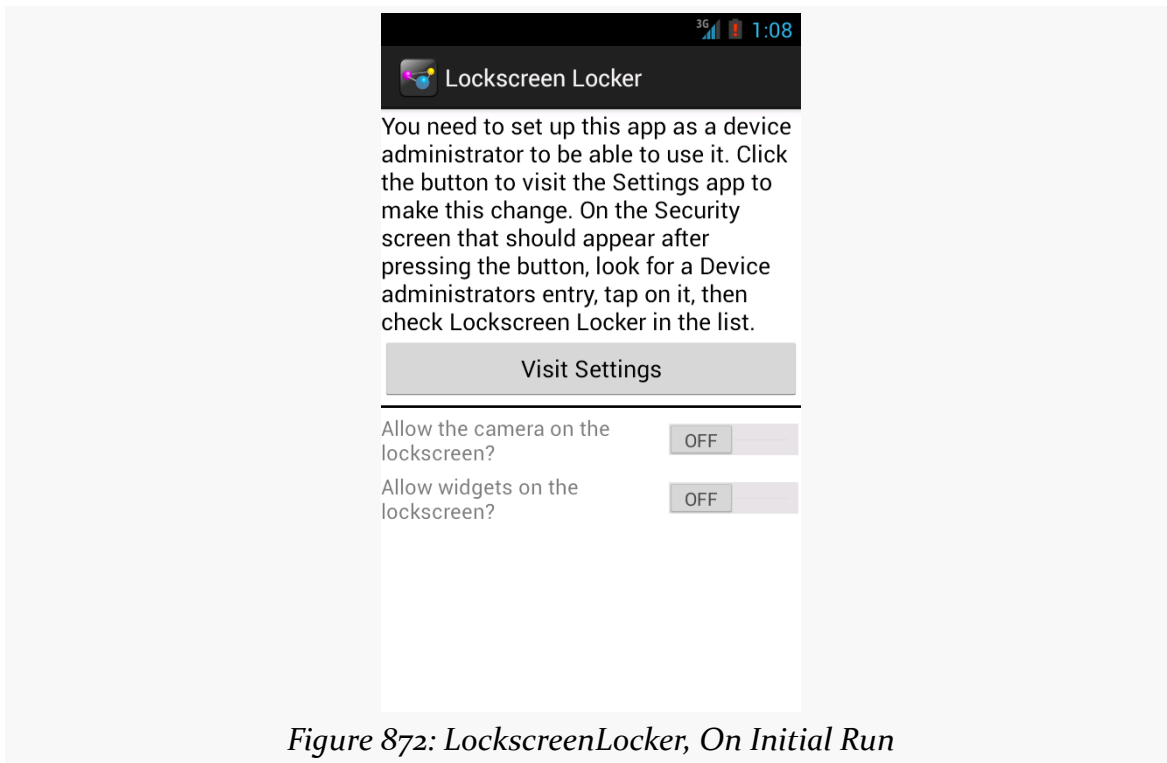 3G 1:08
Lockscreen Locker
You need to set up this app as a device
administrator to be able to use it. Click
the button to visit the Settings app to
make this change. On the Security
screen that should appear after
pressing the button, look for a Device
administrators entry, tap on it, then
check Lockscreen Locker in the list.
Visit Settings
Allow the camera on the
lockscreen?
OFF
Allow widgets on the
lockscreen?
OFF
Figure 872: LockscreenLocker, On Initial Run